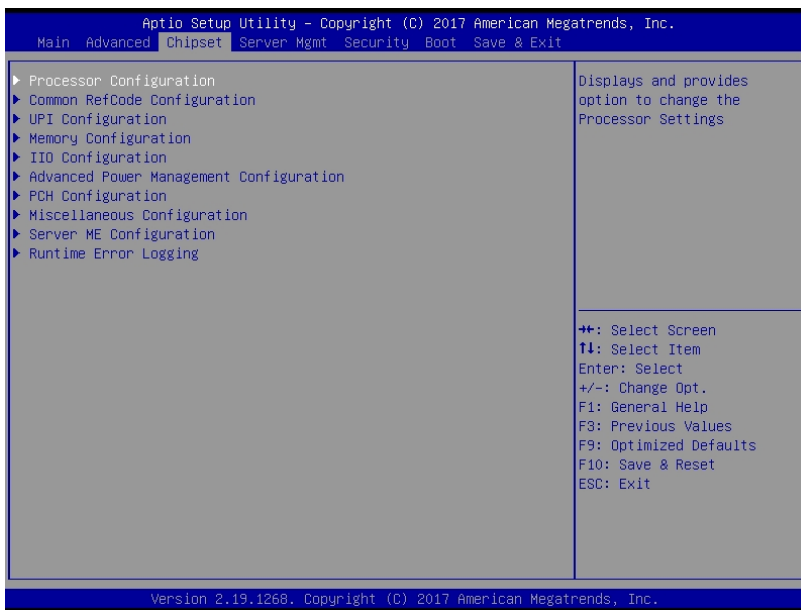 Aptio Setup Utility – Copyright (C) 2017 American Megatrends, Inc.
Main Advanced Chipset Server Mgmt Security Boot Save & Exit
Processor Configuration
Common RefCode Configuration
UPI Configuration
Memory Configuration
IIO Configuration
Advanced Power Management Configuration
PCH Configuration
Miscellaneous Configuration
Server ME Configuration
Runtime Error Logging
Displays and provides
option to change the
Processor Settings
→←: Select Screen
↑↓: Select Item
Enter: Select
+/-: Change Opt.
F1: General Help
F3: Previous Values
F9: Optimized Defaults
F10: Save & Reset
ESC: Exit
Version 2.19.1268. Copyright (C) 2017 American Megatrends, Inc.